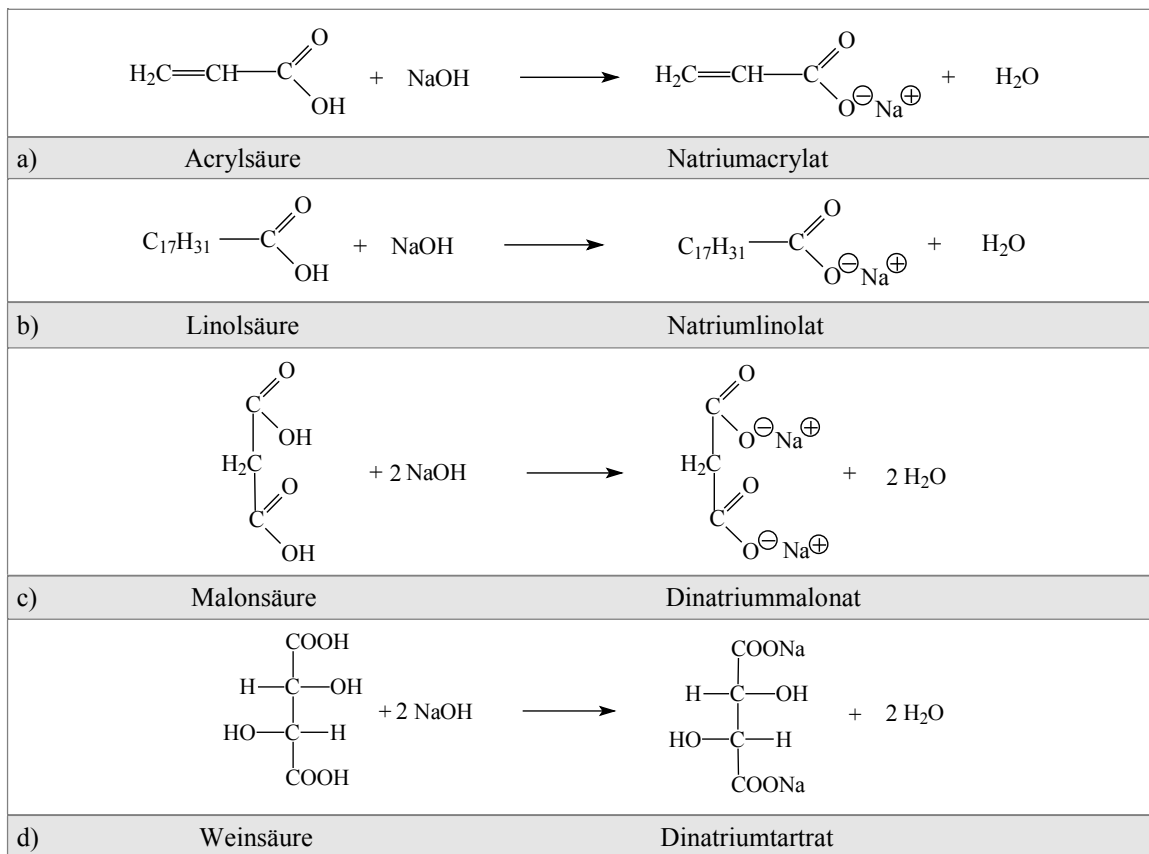 O O
H₂C=CH—C + NaOH ⟶ H₂C=CH—C + H₂O
OH O⊖Na⊕
a) Acrylsäure Natriumacrylat
O O
C₁₇H₃₁—C + NaOH ⟶ C₁₇H₃₁—C + H₂O
OH O⊖Na⊕
b) Linolsäure Natriumlinolat
O O
C C
OH O⊖Na⊕
H₂C + 2 NaOH ⟶ H₂C + 2 H₂O
O O
C C
OH O⊖Na⊕
c) Malonsäure Dinatriummalonat
COOH COONa
H—C—OH H—C—OH
+ 2 NaOH ⟶ + 2 H₂O
HO—C—H HO—C—H
COOH COONa
d) Weinsäure Dinatriumtartrat